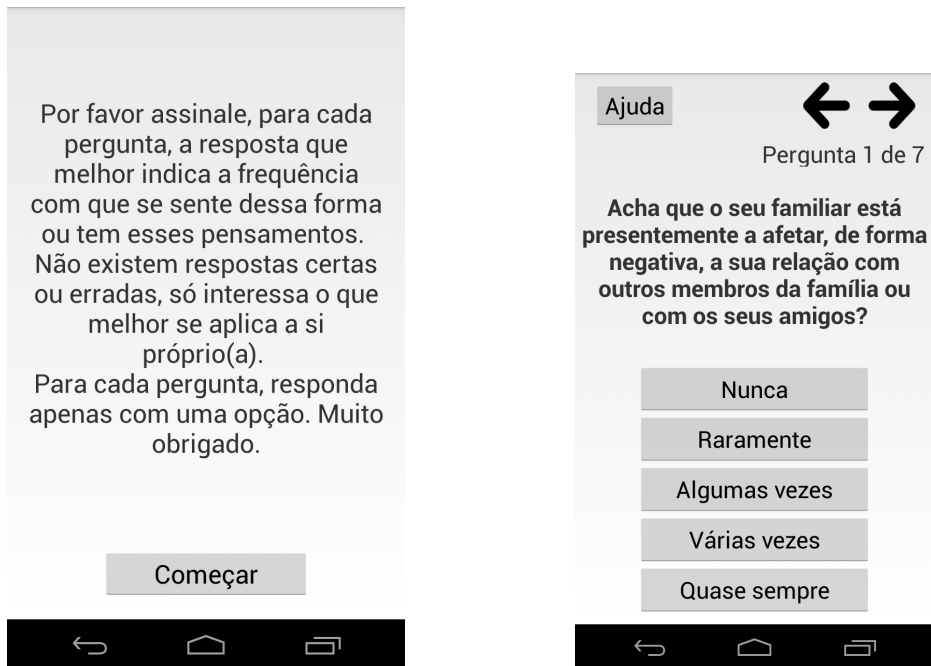 Por favor assinale, para cada
pergunta, a resposta que
melhor indica a frequência
com que se sente dessa forma
ou tem esses pensamentos.
Não existem respostas certas
ou erradas, só interessa o que
melhor se aplica a si
próprio(a).
Para cada pergunta, responda
apenas com uma opção. Muito
obrigado.
Começar
Ajuda
Pergunta 1 de 7
Acha que o seu familiar está
presentemente a afetar, de forma
negativa, a sua relação com
outros membros da família ou
com os seus amigos?
Nunca
Raramente
Algumas vezes
Várias vezes
Quase sempre